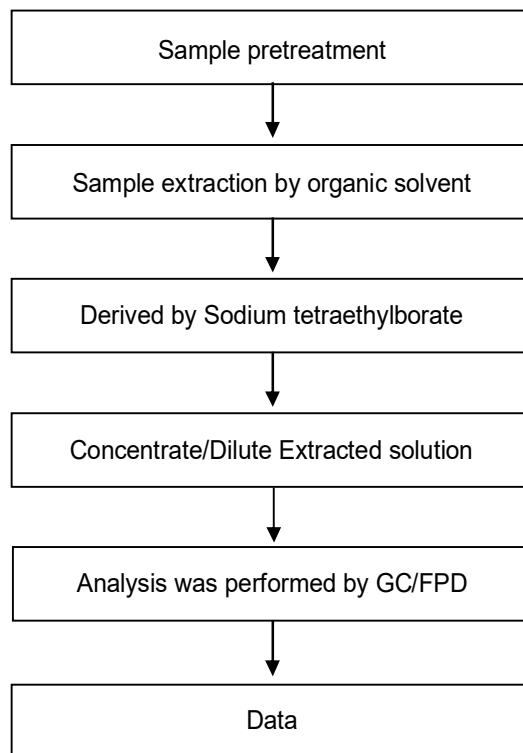 Sample pretreatment
Sample extraction by organic solvent
Derived by Sodium tetraethylborate
Concentrate/Dilute Extracted solution
Analysis was performed by GC/FPD
Data